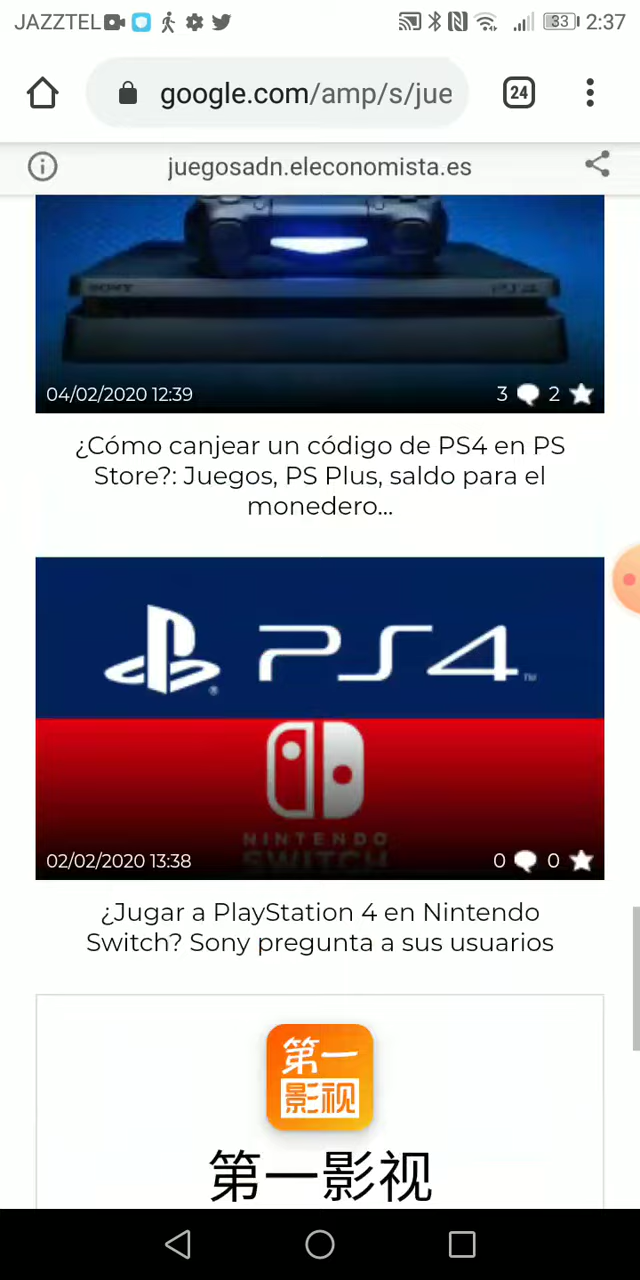 JAZZTEL 33 2:37
google.com/amp/s/jue 24
juegosadn.eleconomista.es
SONY PS4
04/02/2020 12:39 3 2
¿Cómo canjear un código de PS4 en PS
Store?: Juegos, PS Plus, saldo para el
monedero...
PS4™
NINTENDO
SWITCH
02/02/2020 13:38 0 0
¿Jugar a PlayStation 4 en Nintendo
Switch? Sony pregunta a sus usuarios
第一
影视
第一影视